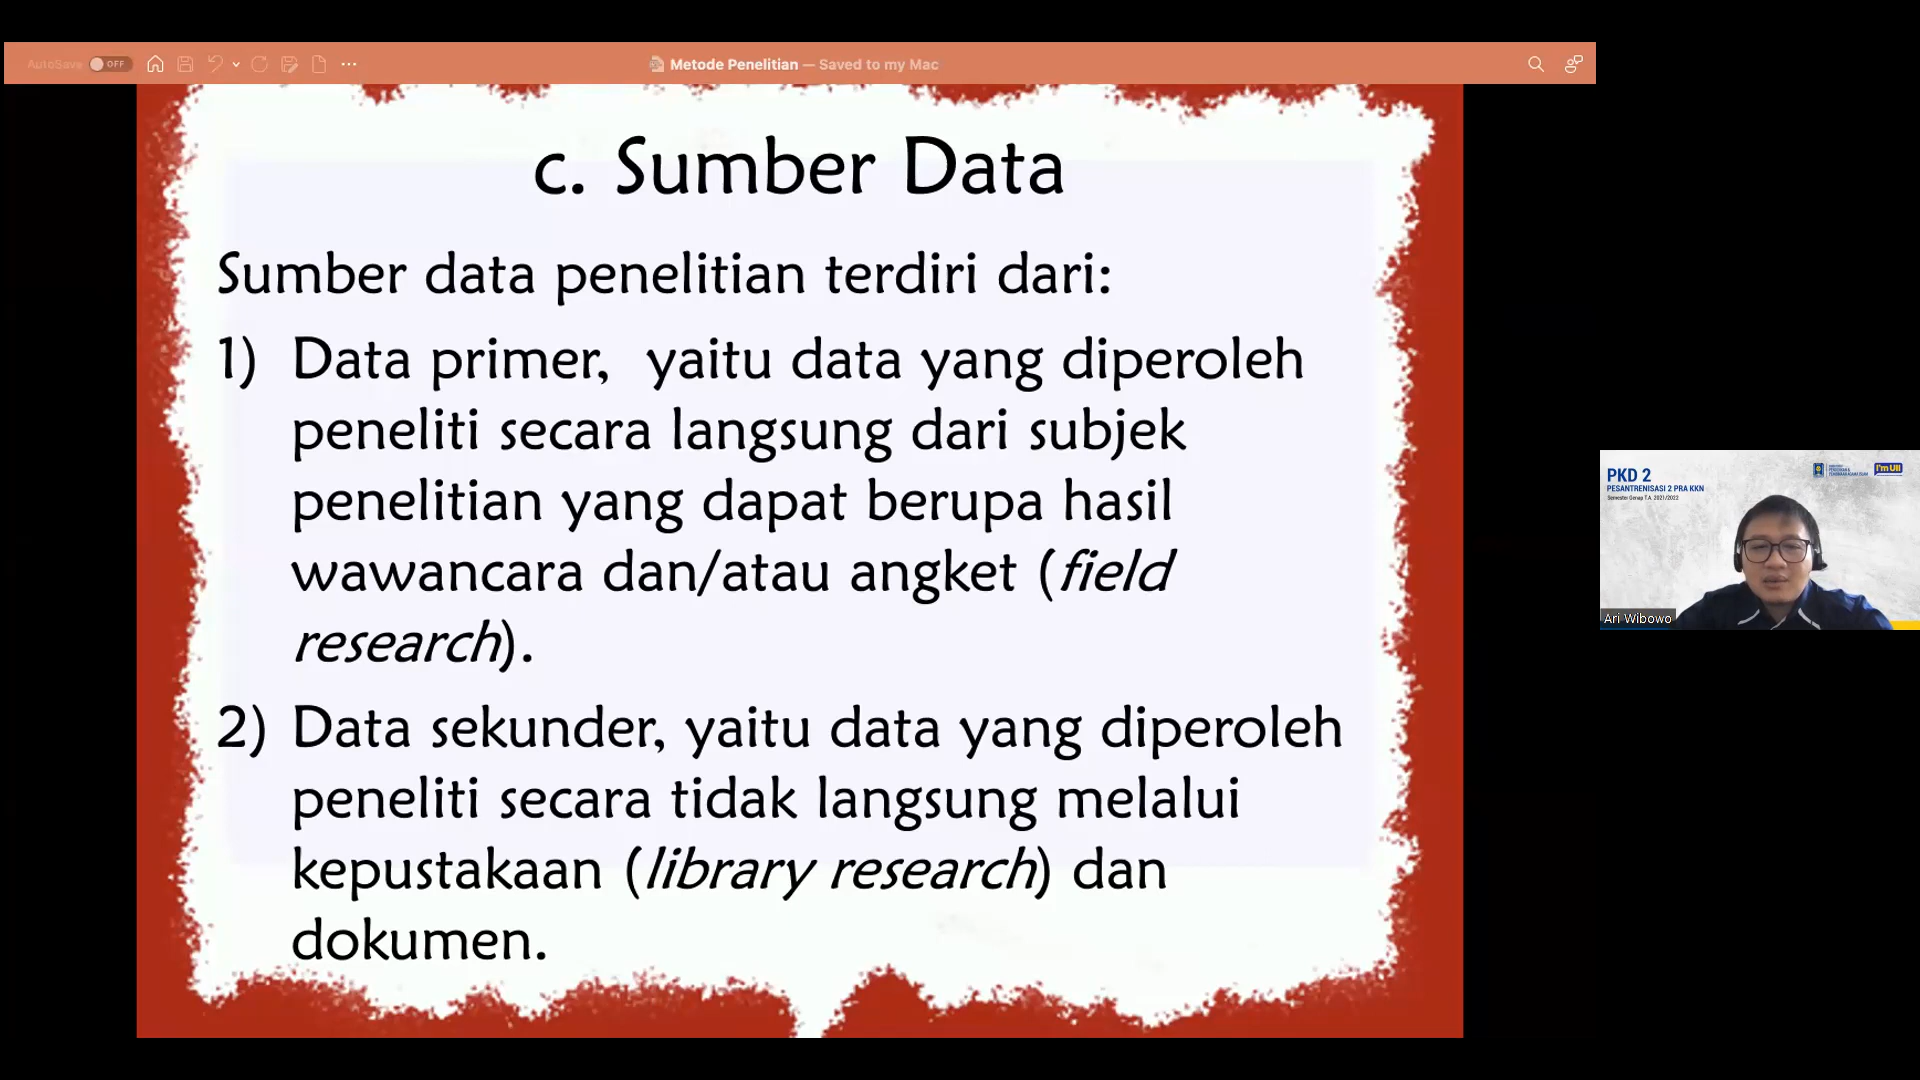 AutoSave OFF
Metode Penelitian — Saved to my Mac
c. Sumber Data
Sumber data penelitian terdiri dari:
1) Data primer, yaitu data yang diperoleh
peneliti secara langsung dari subjek
penelitian yang dapat berupa hasil
wawancara dan/atau angket (field
research).
2) Data sekunder, yaitu data yang diperoleh
peneliti secara tidak langsung melalui
kepustakaan (library research) dan
dokumen.
PKD 2
PESANTRENISASI 2 PRA KKN
Semester Genap T.A. 2021/2022
I'm UII
Ari Wibowo